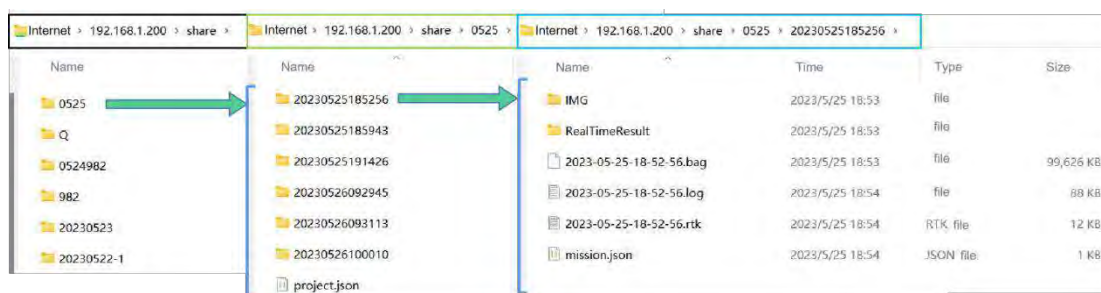 Internet > 192.168.1.200 > share >
Name
0525
Q
0524982
982
20230523
20230522-1
Internet > 192.168.1.200 > share > 0525 >
Name
20230525185256
20230525185943
20230525191426
20230526092945
20230526093113
20230526100010
project.json
Internet > 192.168.1.200 > share > 0525 > 20230525185256 >
Name Time Type Size
IMG 2023/5/25 18:53 file
RealTimeResult 2023/5/25 18:53 file
2023-05-25-18-52-56.bag 2023/5/25 18:53 file 99,626 KB
2023-05-25-18-52-56.log 2023/5/25 18:54 file 88 KB
2023-05-25-18-52-56.rtk 2023/5/25 18:54 RTK file 12 KB
mission.json 2023/5/25 18:54 JSON file 1 KB